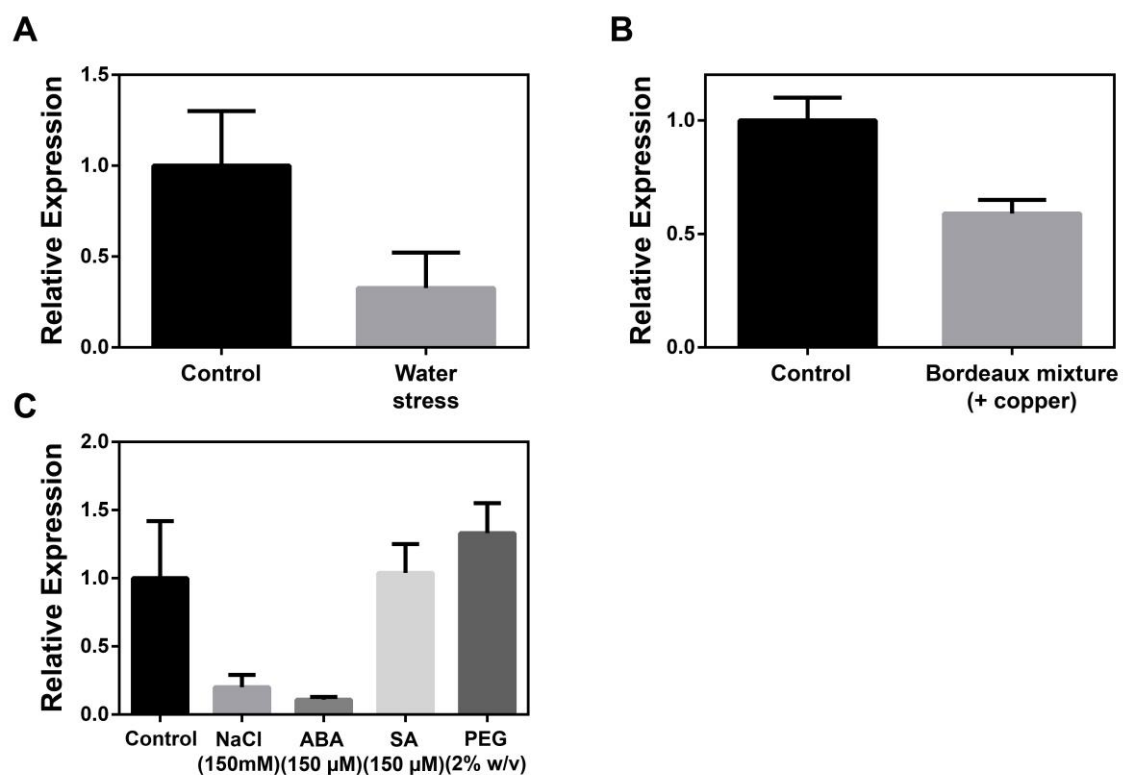 A
Relative Expression
1.5
1.0
0.5
0.0
Control
Water
stress
B
Relative Expression
1.0
0.5
0.0
Control
Bordeaux mixture
(+ copper)
C
Relative Expression
2.0
1.5
1.0
0.5
0.0
Control NaCl ABA SA PEG
(150mM) (150 µM) (150 µM) (2% w/v)